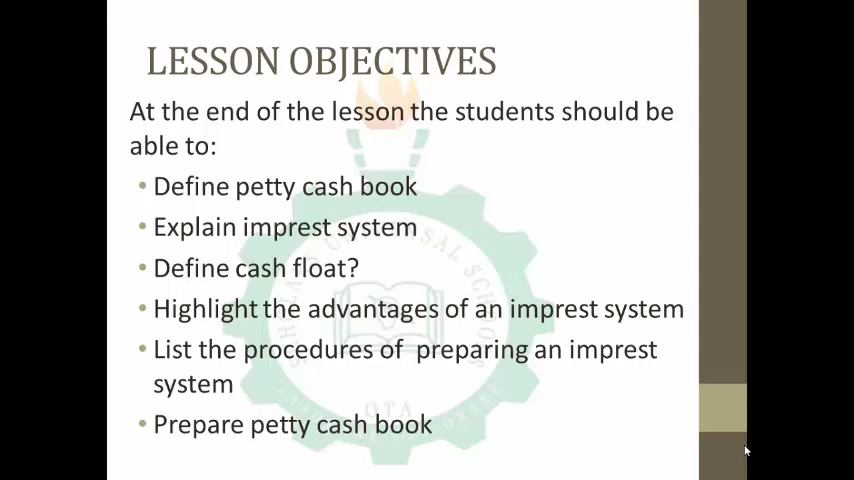 LESSON OBJECTIVES
At the end of the lesson the students should be
able to:
• Define petty cash book
• Explain imprest system
• Define cash float?
• Highlight the advantages of an imprest system
• List the procedures of  preparing an imprest
system
• Prepare petty cash book
OTA